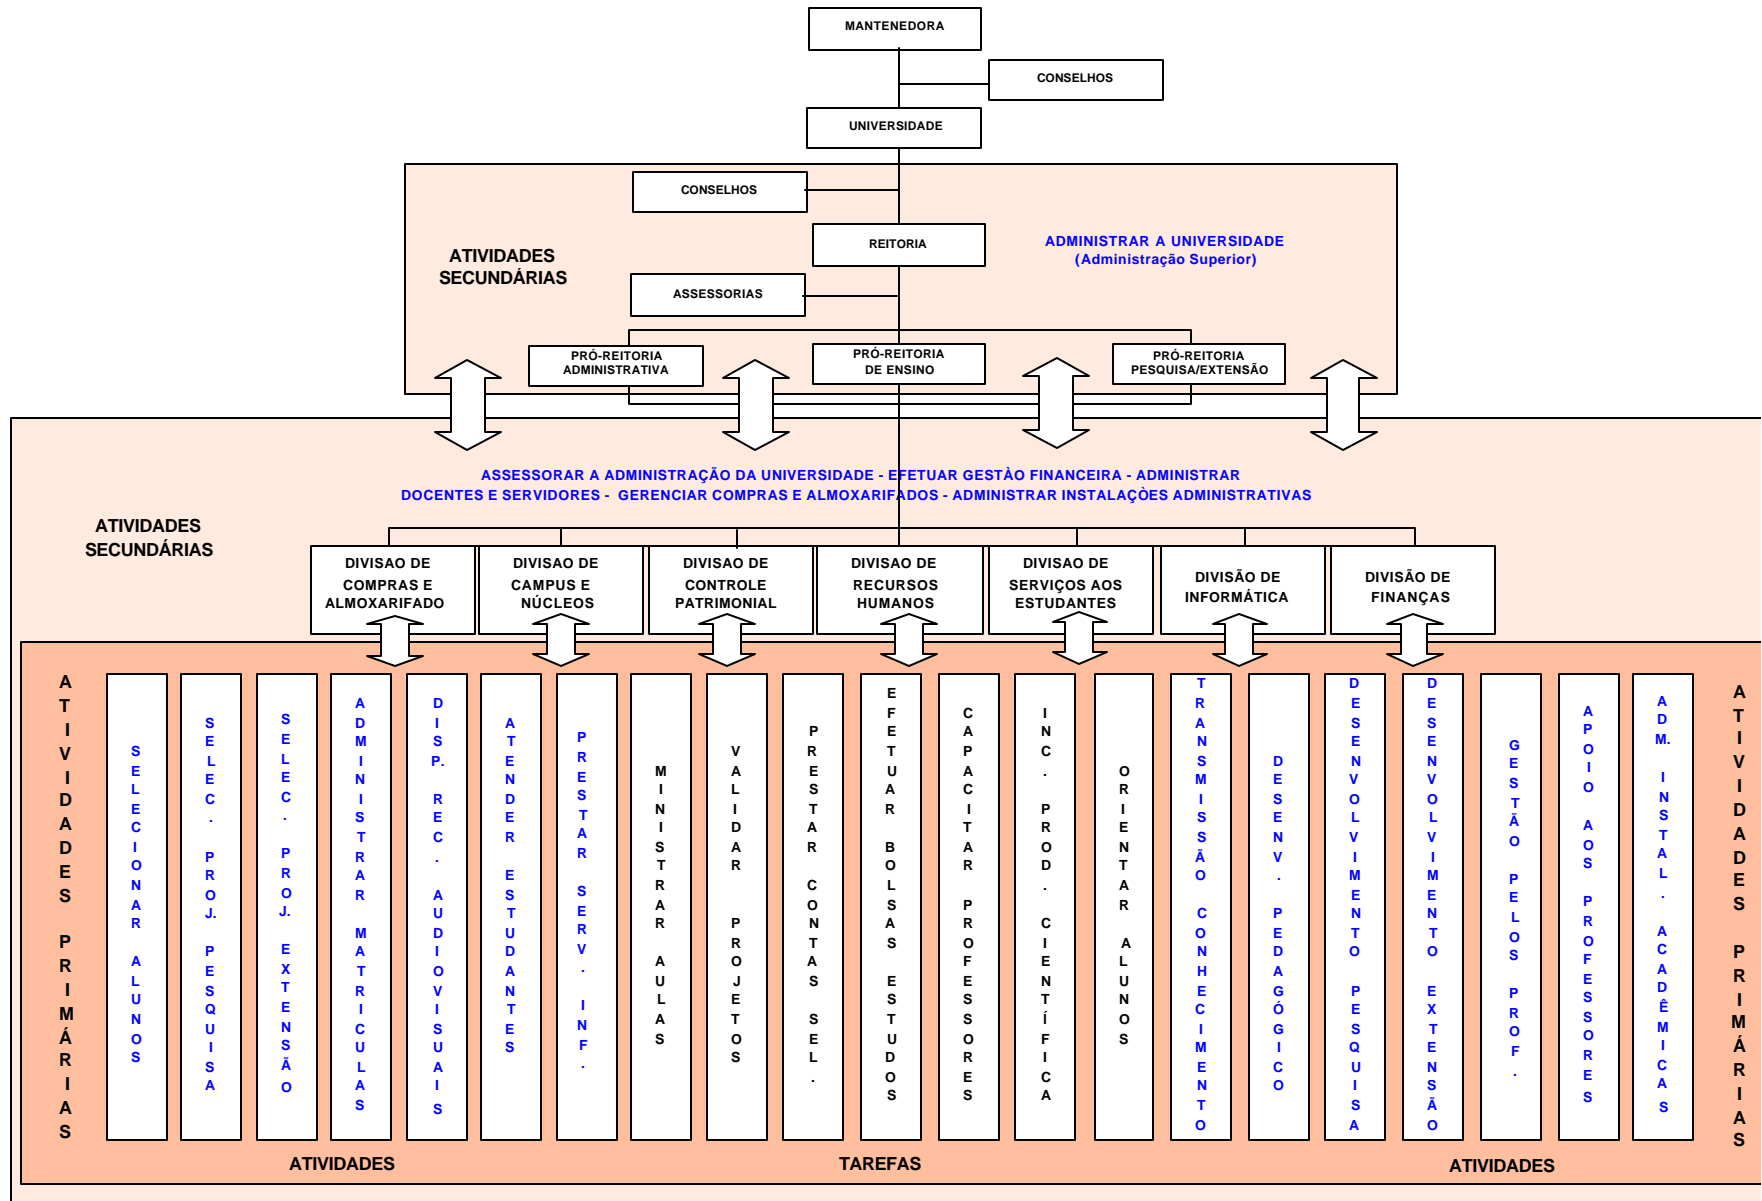 MANTENEDORA
CONSELHOS
UNIVERSIDADE
CONSELHOS
REITORIA
ADMINISTRAR A UNIVERSIDADE
(Administração Superior)
ATIVIDADES
SECUNDÁRIAS
ASSESSORIAS
PRÓ-REITORIA
ADMINISTRATIVA
PRÓ-REITORIA
DE ENSINO
PRÓ-REITORIA
PESQUISA/EXTENSÃO
ASSESSORAR A ADMINISTRAÇÃO DA UNIVERSIDADE - EFETUAR GESTÀO FINANCEIRA - ADMINISTRAR
DOCENTES E SERVIDORES - GERENCIAR COMPRAS E ALMOXARIFADOS - ADMINISTRAR INSTALAÇÒES ADMINISTRATIVAS
ATIVIDADES
SECUNDÁRIAS
DIVISAO DE
COMPRAS E
ALMOXARIFADO
DIVISAO DE
CAMPUS E
NÚCLEOS
DIVISAO DE
CONTROLE
PATRIMONIAL
DIVISAO DE
RECURSOS
HUMANOS
DIVISAO DE
SERVIÇOS AOS
ESTUDANTES
DIVISÃO DE
INFORMÁTICA
DIVISÃO DE
FINANÇAS
ATIVIDADES PRIMÁRIAS
SELECIONAR ALUNOS
SELEC. PROJ. PESQUISA
SELEC. PROJ. EXTENSÃO
ADMINISTRAR MATRICULAS
DISP. REC. AUDIOVISUAIS
ATENDER ESTUDANTES
PRESTAR SERV. INF.
MINISTRAR AULAS
VALIDAR PROJETOS
PRESTAR CONTAS SEL.
EFETUAR BOLSAS ESTUDOS
CAPACITAR PROFESSORES
INC. PROD. CIENTÍFICA
ORIENTAR ALUNOS
TRANSMISSÃO CONHECIMENTO
DESENV. PEDAGÓGICO
DESENVOLVIMENTO PESQUISA
DESENVOLVIMENTO EXTENSÃO
GESTÃO PELOS PROF.
APOIO AOS PROFESSORES
ADM. INSTAL. ACADÊMICAS
ATIVIDADES PRIMÁRIAS
ATIVIDADES
TAREFAS
ATIVIDADES